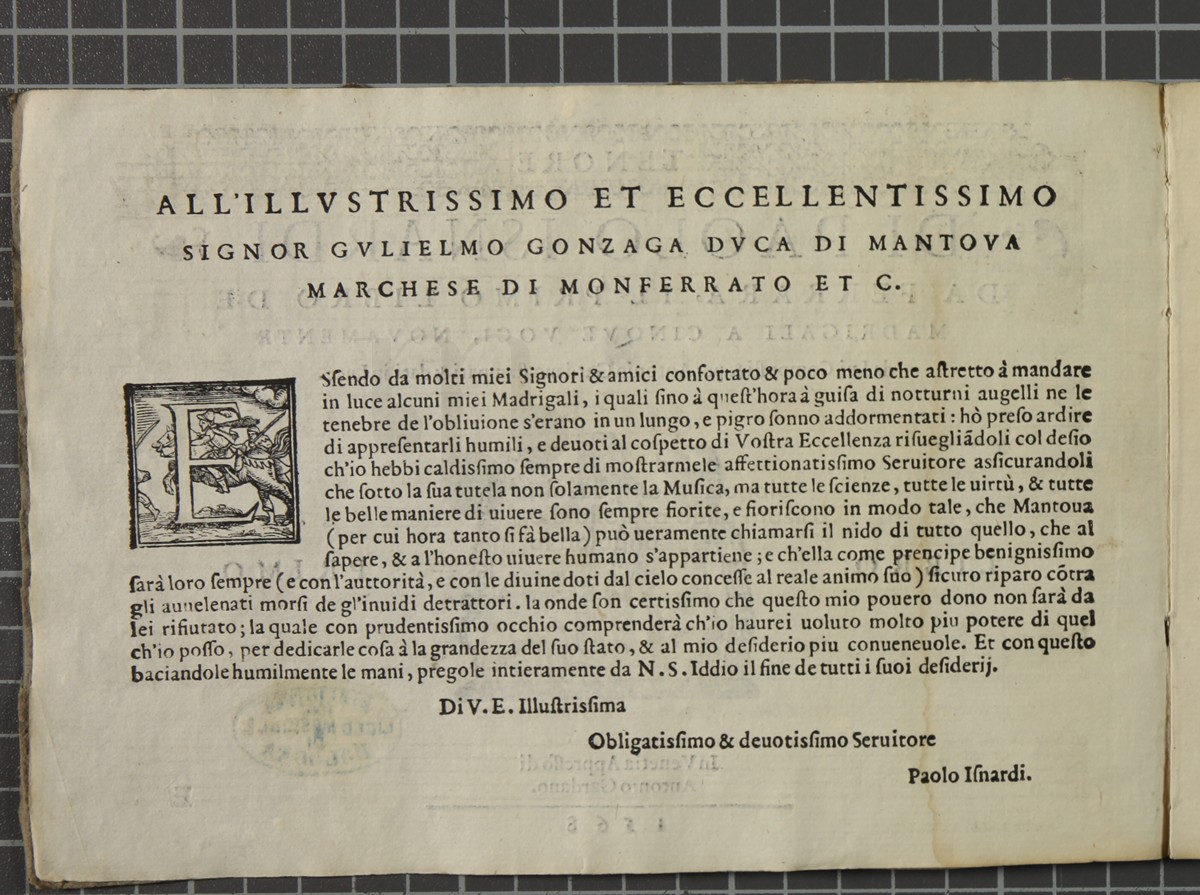 ALL'ILLVSTRISSIMO ET ECCELLENTISSIMO
SIGNOR GVLIELMO GONZAGA DVCA DI MANTOVA
MARCHESE DI MONFERRATO ET C.
ESſendo da molti miei Signori & amici confortato & poco meno che aſtretto à mandare
in luce alcuni miei Madrigali, i quali ſino à queſt'hora à guiſa di notturni augelli ne le
tenebre de l'obliuione s'erano in un lungo, e pigro ſonno addormentati: hò preſo ardire
di appreſentarli humili, e deuoti al coſpetto di Voſtra Eccellenza riſuegliãdoli col deſio
ch'io hebbi caldiſſimo ſempre di moſtrarmele affettionatiſſimo Seruitore aſſicurandoli
che ſotto la ſua tutela non ſolamente la Muſica, ma tutte le ſcienze, tutte le uirtù, & tutte
le belle maniere di uiuere ſono ſempre fiorite, e fioriſcono in modo tale, che Mantoua
(per cui hora tanto ſi fà bella) può ueramente chiamarſi il nido di tutto quello, che al
ſapere, & a l'honeſto uiuere humano s'appartiene; e ch'ella come prencipe benigniſſimo
ſarà loro ſempre (e con l'auttorità, e con le diuine doti dal cielo conceſſe al reale animo ſuo) ſicuro riparo cõtra
gli auuelenati morſi de gl'inuidi detrattori. la onde ſon certiſſimo che queſto mio pouero dono non ſarà da
lei rifiutato; la quale con prudentiſſimo occhio comprenderà ch'io haurei uoluto molto piu potere di quel
ch'io poſſo, per dedicarle coſa à la grandezza del ſuo ſtato, & al mio deſiderio piu conueneuole. Et con queſto
baciandole humilmente le mani, pregole intieramente da N. S. Iddio il fine de tutti i ſuoi deſiderij.
Di V. E. Illuſtriſſima
Obligatiſſimo & deuotiſſimo Seruitore
Paolo Iſnardi.